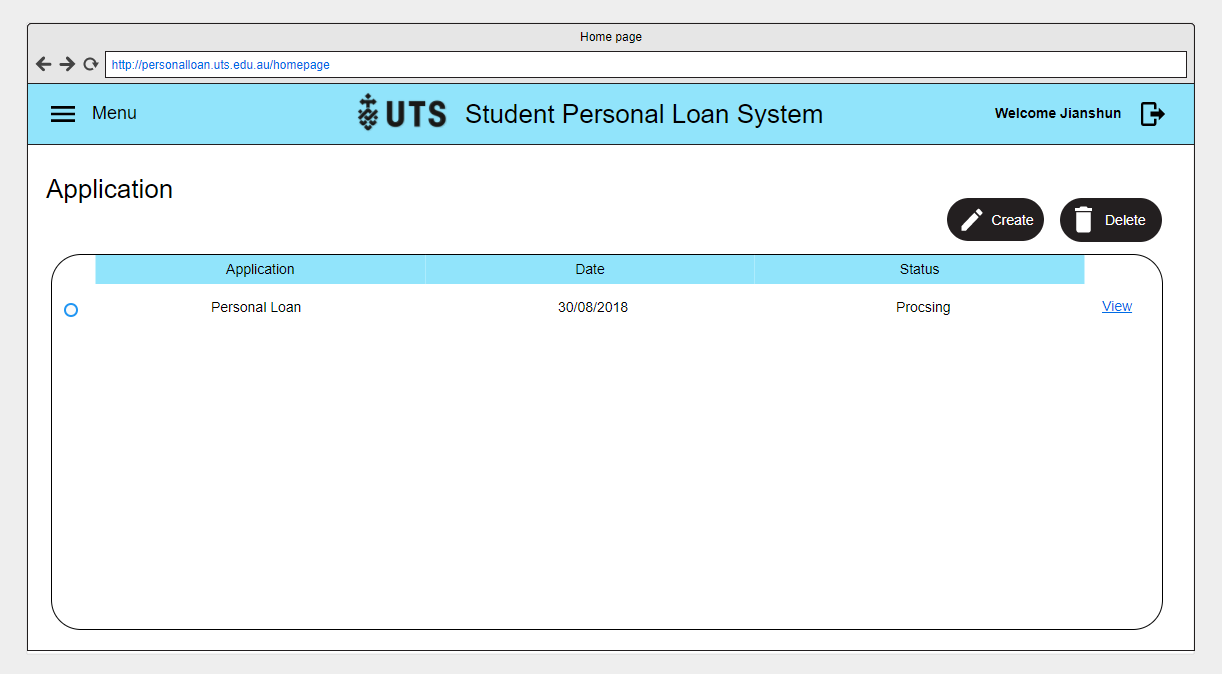 Home page
http://personalloan.uts.edu.au/homepage
Menu
UTS
Student Personal Loan System
Welcome Jianshun
Application
Create
Delete
Application Date Status
Personal Loan 30/08/2018 Procsing View